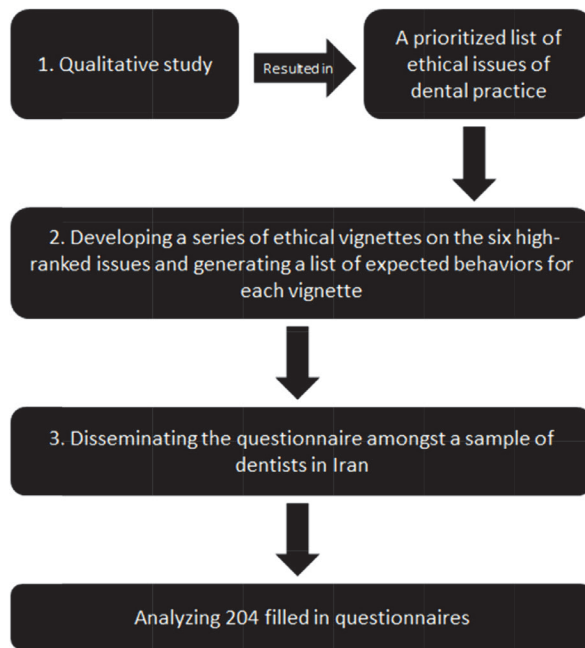 1. Qualitative study
Resulted in
A prioritized list of
ethical issues of
dental practice
2. Developing a series of ethical vignettes on the six high-
ranked issues and generating a list of expected behaviors for
each vignette
3. Disseminating the questionnaire amongst a sample of
dentists in Iran
Analyzing 204 filled in questionnaires